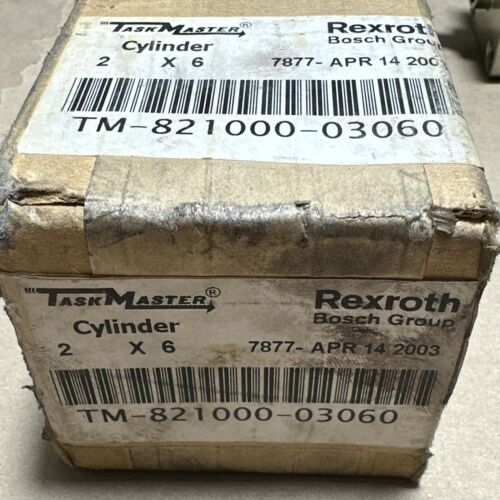 TASKMASTER® Rexroth
Cylinder Bosch Group
2 X 6 7877- APR 14 200
TM-821000-03060
TASKMASTER® Rexroth
Cylinder Bosch Group
2 X 6 7877- APR 14 2003
TM-821000-03060